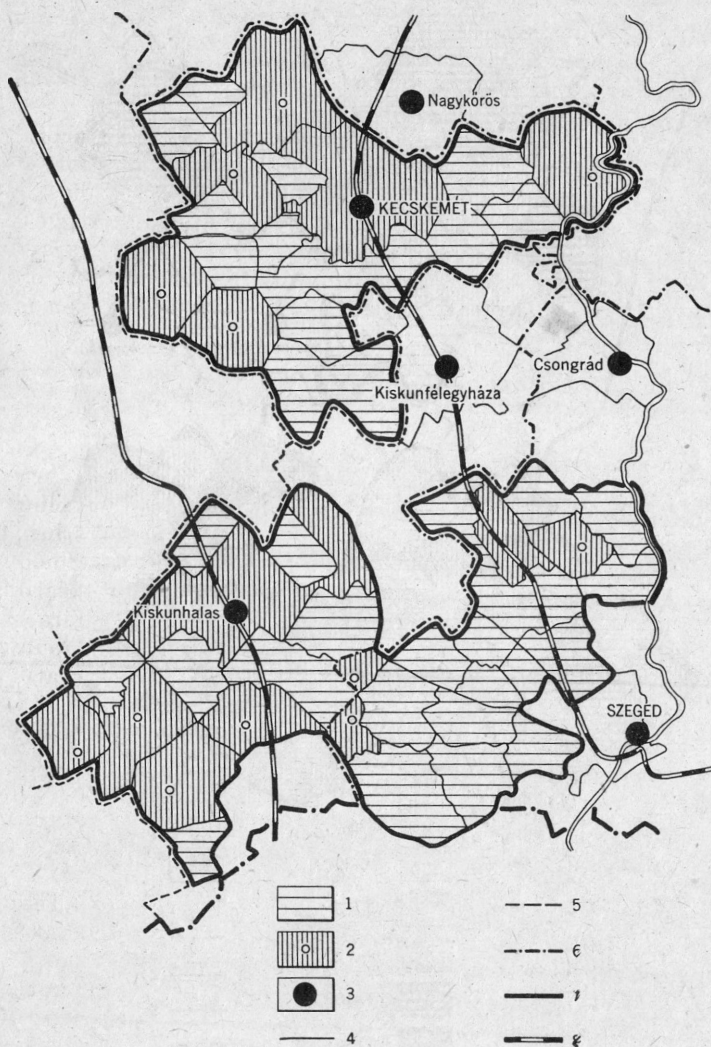 Nagykőrös
KECSKEMÉT
Csongrád
Kiskunfélegyháza
Kiskunhalas
SZEGED
1
2
3
4
5
6
7
8